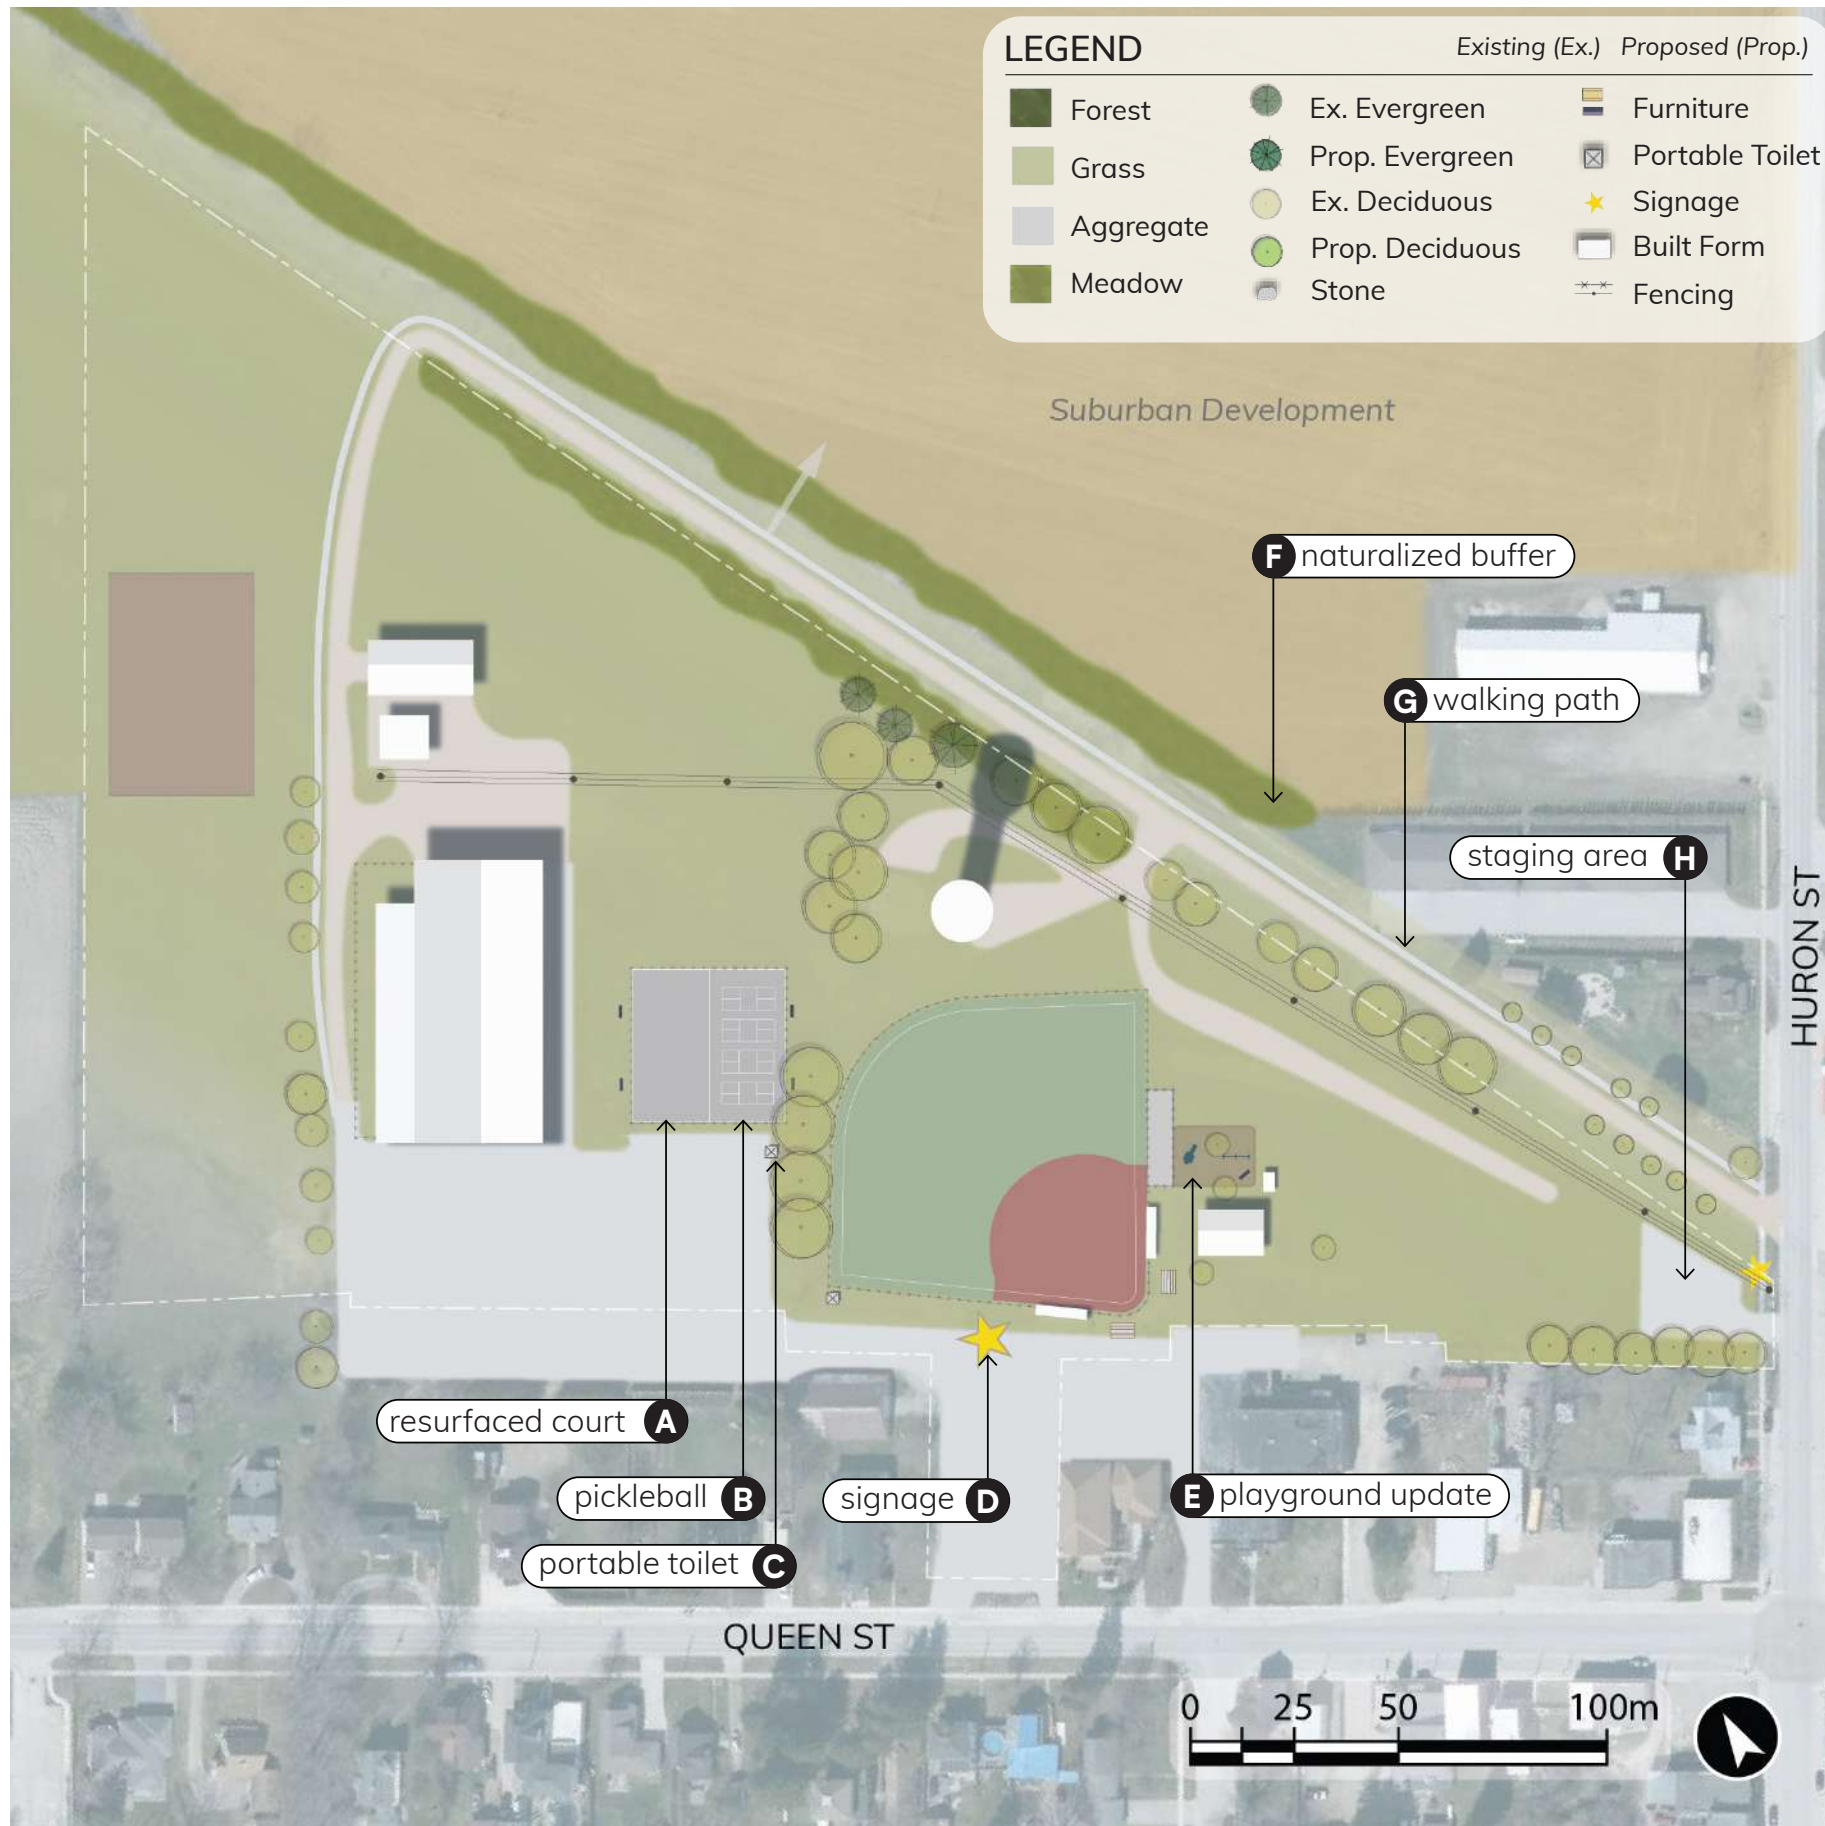 LEGEND
Existing (Ex.) Proposed (Prop.)
Forest
Grass
Aggregate
Meadow
Ex. Evergreen
Prop. Evergreen
Ex. Deciduous
Prop. Deciduous
Stone
Furniture
Portable Toilet
Signage
Built Form
Fencing
Suburban Development
F naturalized buffer
G walking path
staging area H
HURON ST
resurfaced court A
pickleball B
signage D
E playground update
portable toilet C
QUEEN ST
0 25 50 100m